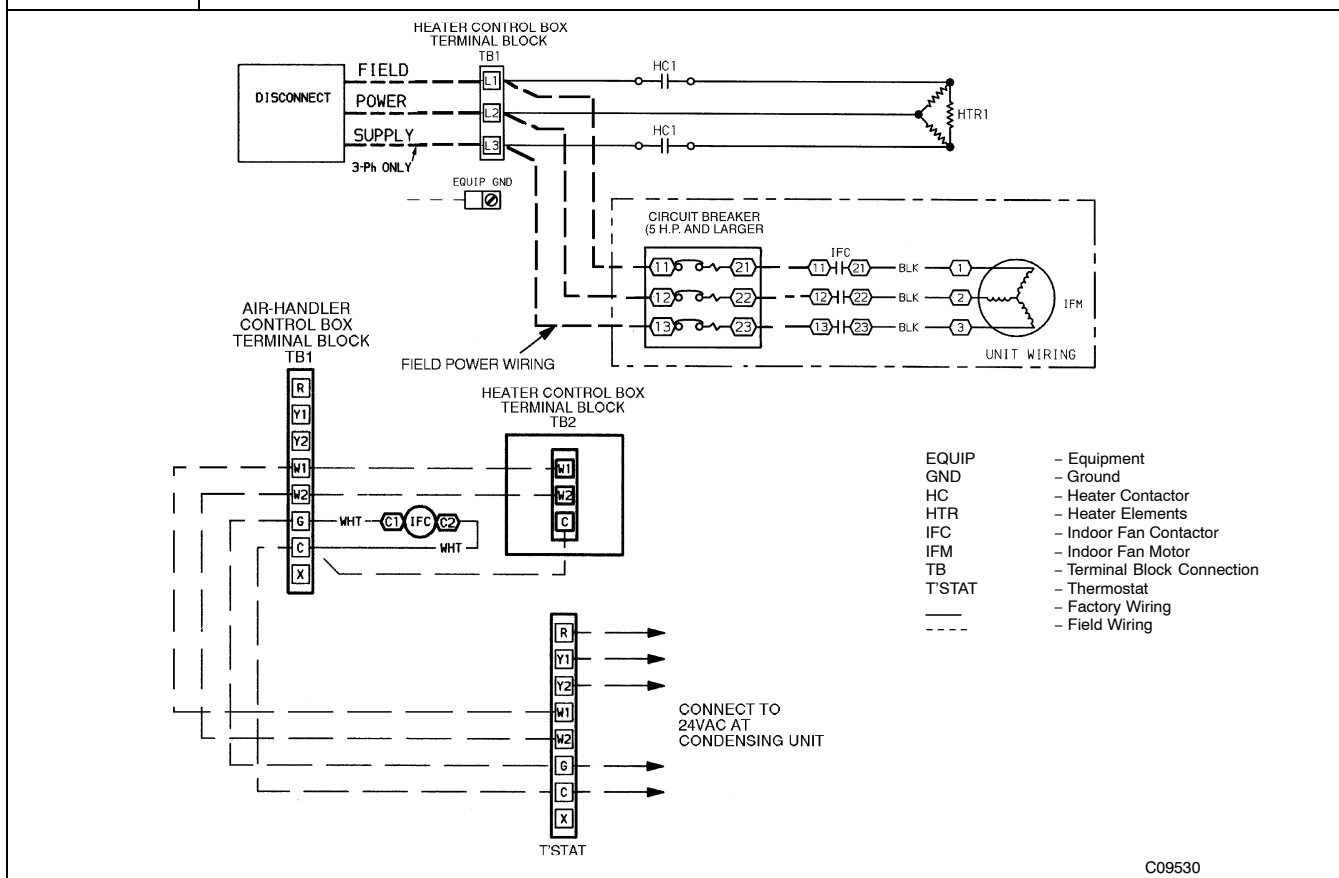 HEATER CONTROL BOX
TERMINAL BLOCK
TB1
DISCONNECT
FIELD
POWER
SUPPLY
3-Ph ONLY
L1
L2
L3
HC1
HC1
HTR1
EQUIP GND
CIRCUIT BREAKER
(5 H.P. AND LARGER
IFC
11 21 11 21 BLK 1
12 22 12 22 BLK 2
13 23 13 23 BLK 3
IFM
UNIT WIRING
FIELD POWER WIRING
AIR-HANDLER
CONTROL BOX
TERMINAL BLOCK
TB1
R
Y1
Y2
W1
W2
G
C
X
WHT C1 IFC C2
WHT
HEATER CONTROL BOX
TERMINAL BLOCK
TB2
W1
W2
C
R
Y1
Y2
W1
W2
G
C
X
T'STAT
CONNECT TO
24VAC AT
CONDENSING UNIT
EQUIP – Equipment
GND – Ground
HC – Heater Contactor
HTR – Heater Elements
IFC – Indoor Fan Contactor
IFM – Indoor Fan Motor
TB – Terminal Block Connection
T'STAT – Thermostat
– Factory Wiring
– Field Wiring
C09530